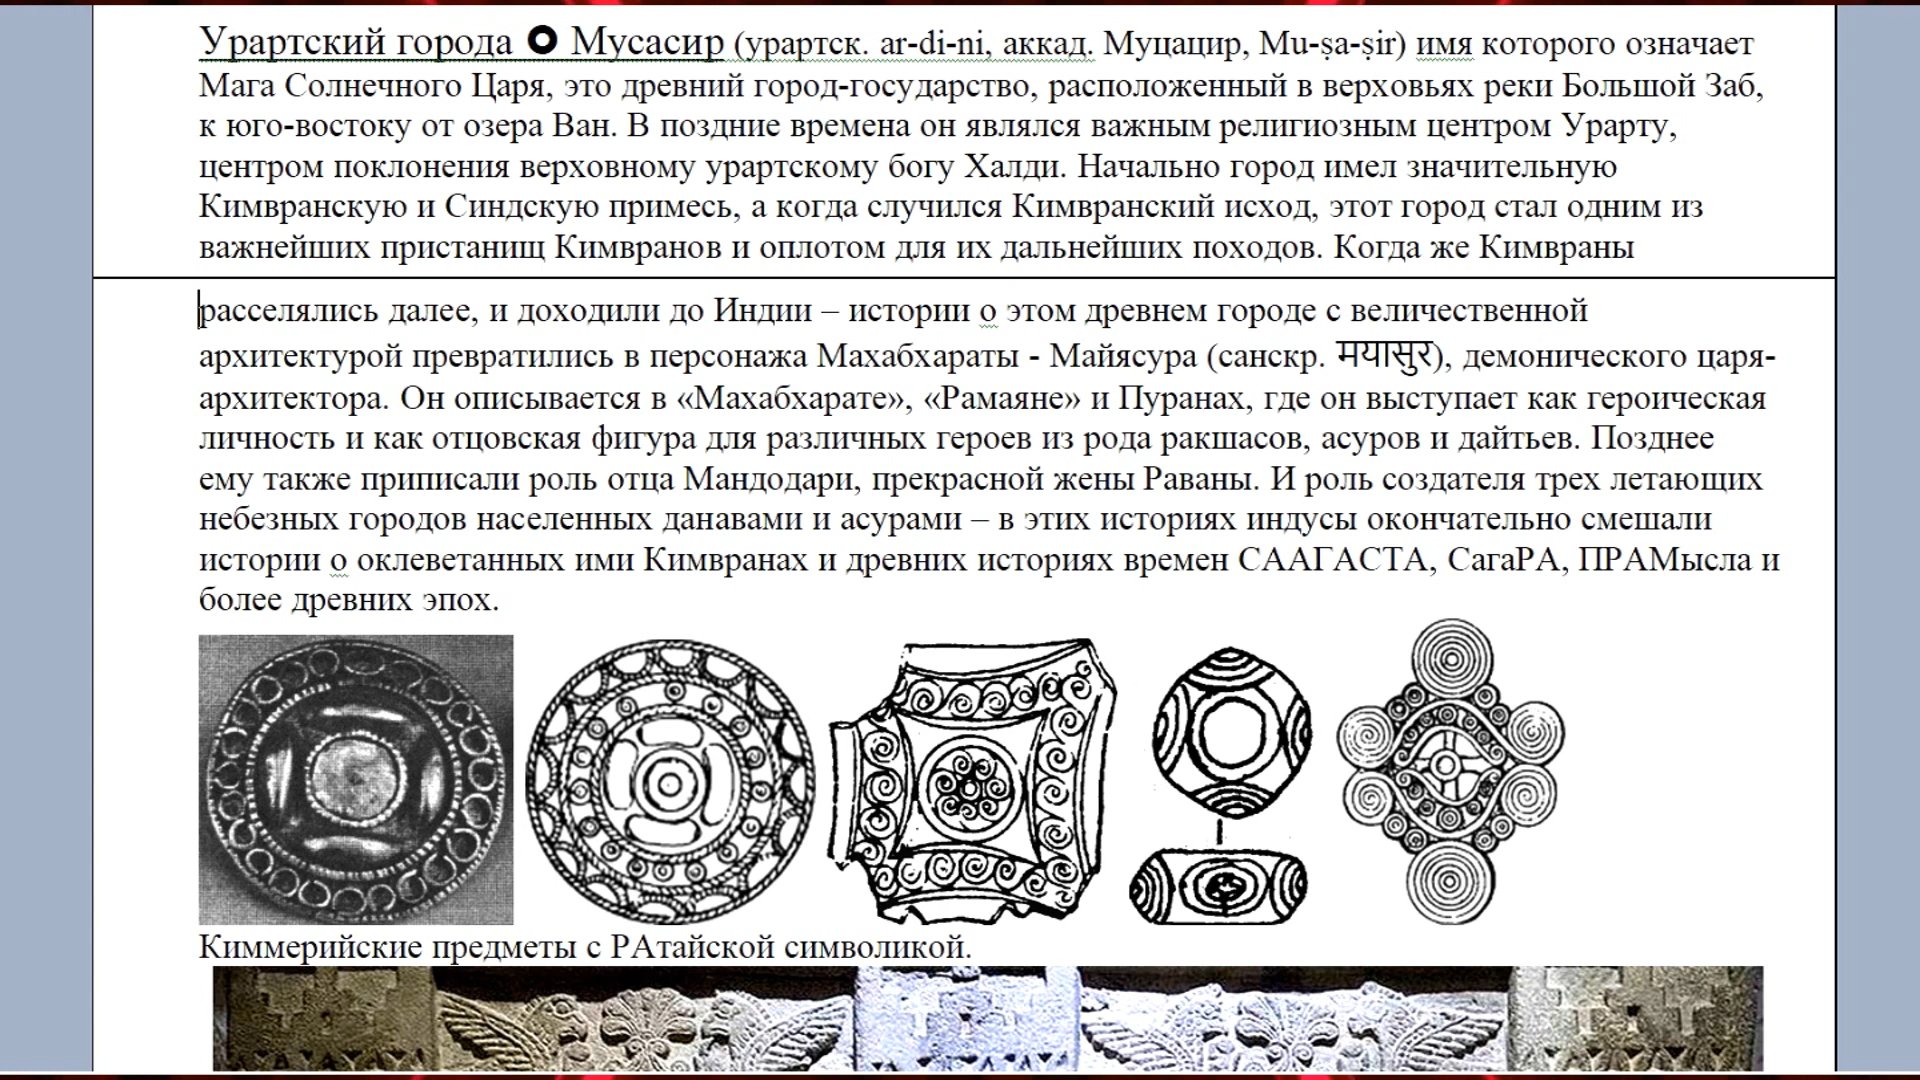 Урартский города 🞇 Мусасир (урартск. ar-di-ni, аккад. Муцацир, Mu-ṣa-ṣir) имя которого означает
Мага Солнечного Царя, это древний город-государство, расположенный в верховьях реки Большой Заб,
к юго-востоку от озера Ван. В поздние времена он являлся важным религиозным центром Урарту,
центром поклонения верховному урартскому богу Халди. Начально город имел значительную
Кимвранскую и Синдскую примесь, а когда случился Кимвранский исход, этот город стал одним из
важнейших пристанищ Кимвранов и оплотом для их дальнейших походов. Когда же Кимвраны
расселялись далее, и доходили до Индии – истории о этом древнем городе с величественной
архитектурой превратились в персонажа Махабхараты - Майясура (санскр. मयासुर), демонического царя-
архитектора. Он описывается в «Махабхарате», «Рамаяне» и Пуранах, где он выступает как героическая
личность и как отцовская фигура для различных героев из рода ракшасов, асуров и дайтьев. Позднее
ему также приписали роль отца Мандодари, прекрасной жены Раваны. И роль создателя трех летающих
небезных городов населенных данавами и асурами – в этих историях индусы окончательно смешали
истории о оклеветанных ими Кимвранах и древних историях времен СААГАСТА, СагаРА, ПРАМысла и
более древних эпох.
Киммерийские предметы с РАтайской символикой.